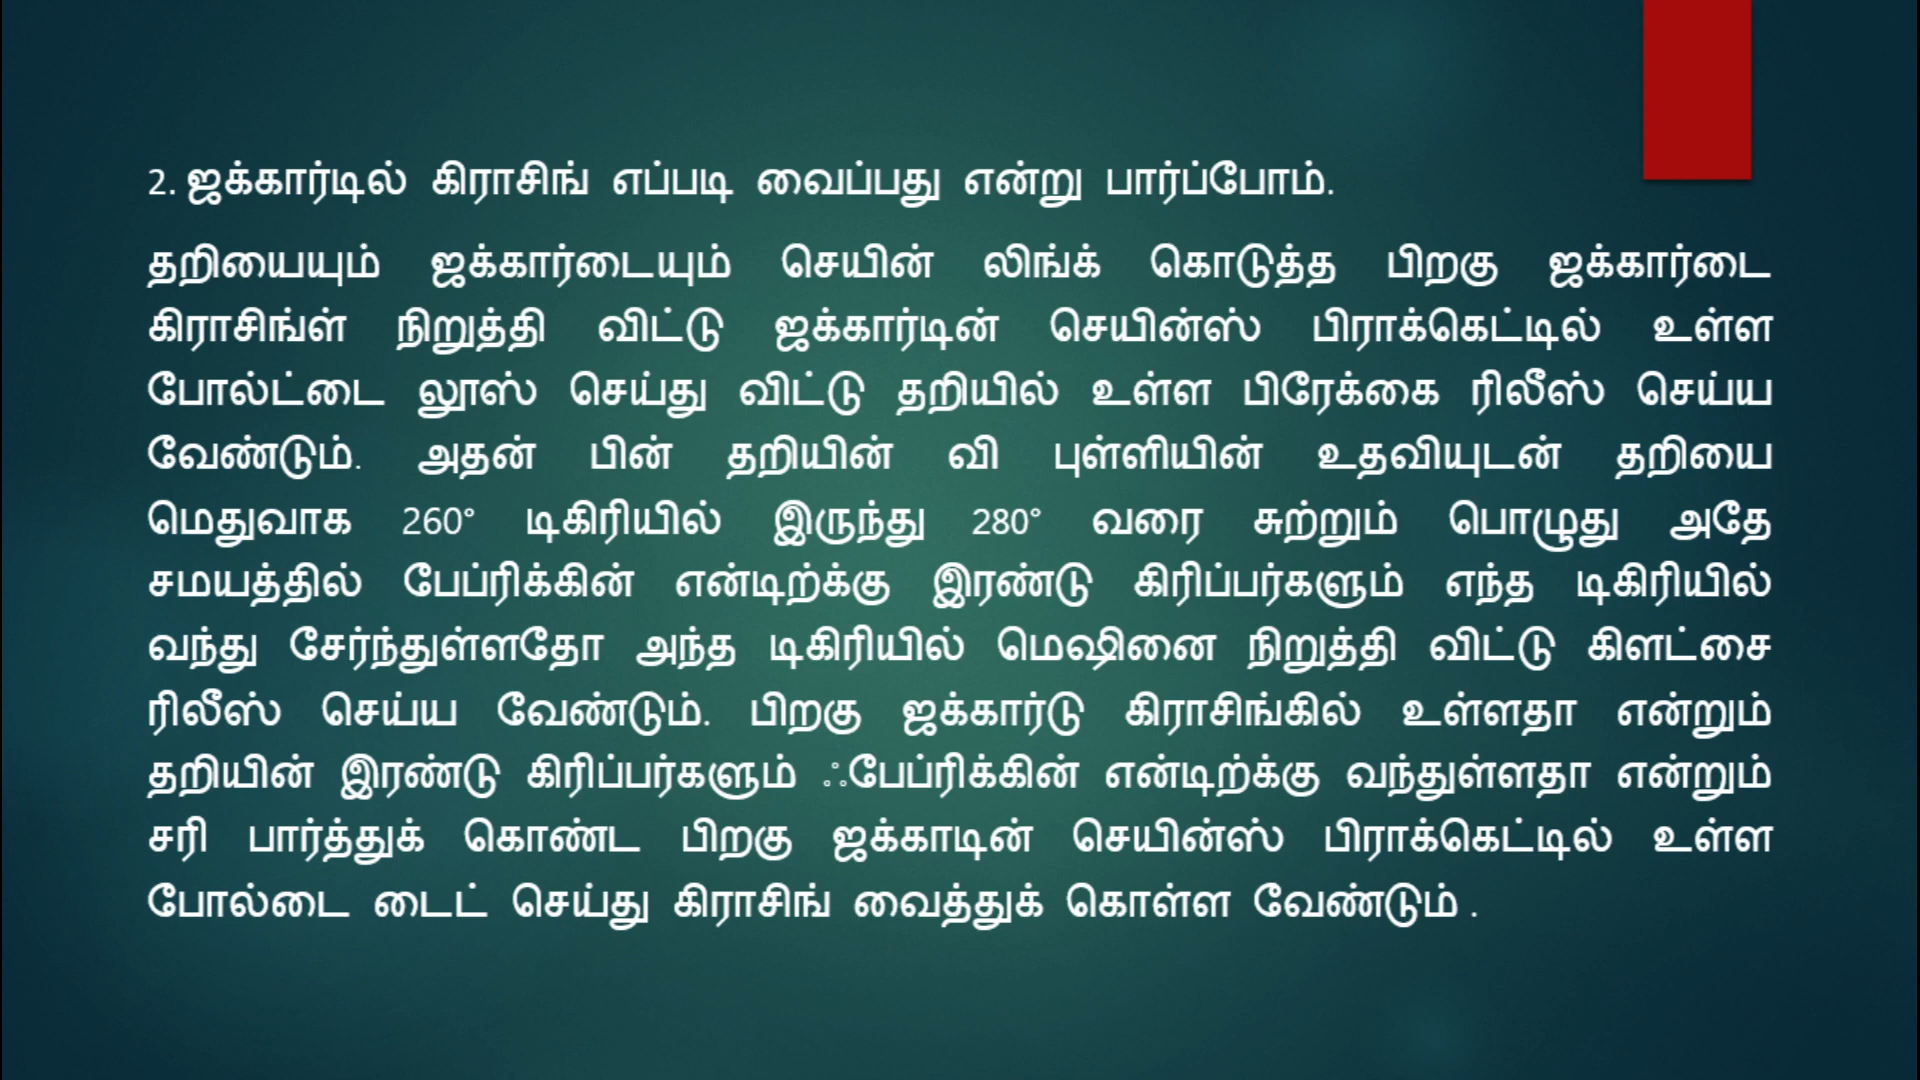 2. ஜக்கார்டில் கிராசிங் எப்படி வைப்பது என்று பார்ப்போம்.
தறியையும் ஜக்கார்டையும் செயின் லிங்க் கொடுத்த பிறகு ஜக்கார்டை
கிராசிங்ள் நிறுத்தி விட்டு ஜக்கார்டின் செயின்ஸ் பிராக்கெட்டில் உள்ள
போல்ட்டை லூஸ் செய்து விட்டு தறியில் உள்ள பிரேக்கை ரிலீஸ் செய்ய
வேண்டும். அதன் பின் தறியின் வி புள்ளியின் உதவியுடன் தறியை
மெதுவாக 260° டிகிரியில் இருந்து 280° வரை சுற்றும் பொழுது அதே
சமயத்தில் பேப்ரிக்கின் என்டிற்க்கு இரண்டு கிரிப்பர்களும் எந்த டிகிரியில்
வந்து சேர்ந்துள்ளதோ அந்த டிகிரியில் மெஷினை நிறுத்தி விட்டு கிளட்சை
ரிலீஸ் செய்ய வேண்டும். பிறகு ஜக்கார்டு கிராசிங்கில் உள்ளதா என்றும்
தறியின் இரண்டு கிரிப்பர்களும் ஃபேப்ரிக்கின் என்டிற்க்கு வந்துள்ளதா என்றும்
சரி பார்த்துக் கொண்ட பிறகு ஜக்காடின் செயின்ஸ் பிராக்கெட்டில் உள்ள
போல்டை டைட் செய்து கிராசிங் வைத்துக் கொள்ள வேண்டும் .